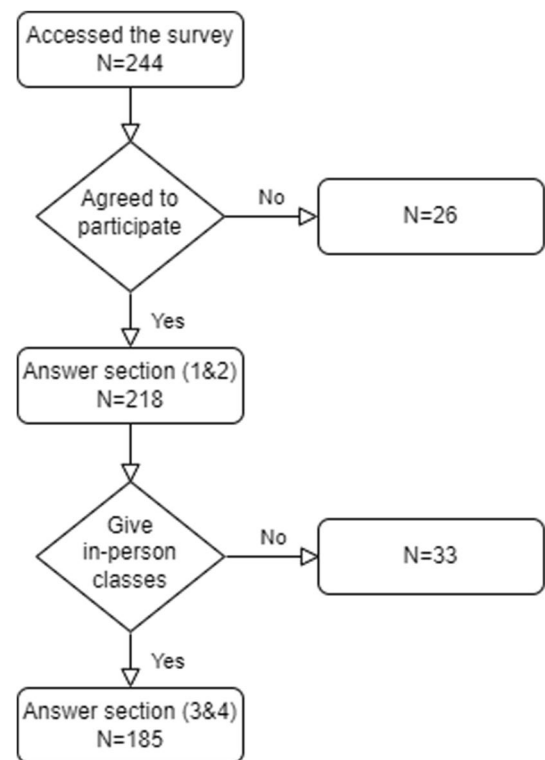 Accessed the survey
N=244
Agreed to
participate
No
N=26
Yes
Answer section (1&2)
N=218
Give
in-person
classes
No
N=33
Yes
Answer section (3&4)
N=185